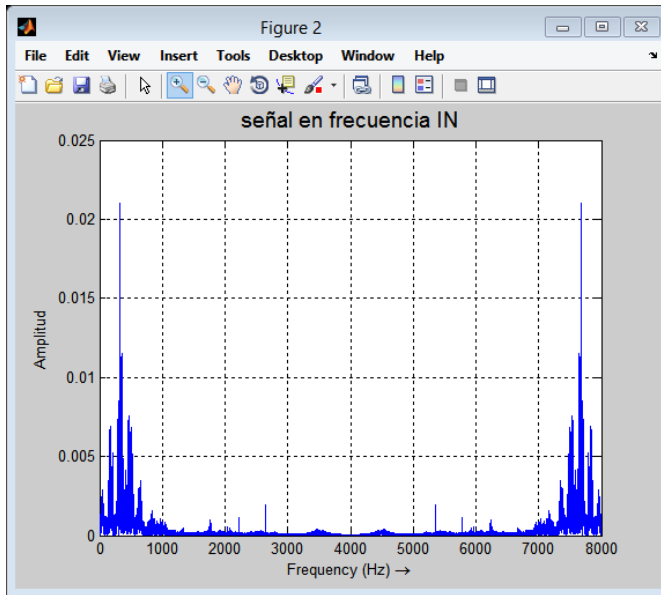 Figure 2
File Edit View Insert Tools Desktop Window Help
señal en frecuencia IN
0.025
0.02
0.015
0.01
0.005
0
Amplitud
0 1000 2000 3000 4000 5000 6000 7000 8000
Frequency (Hz) →